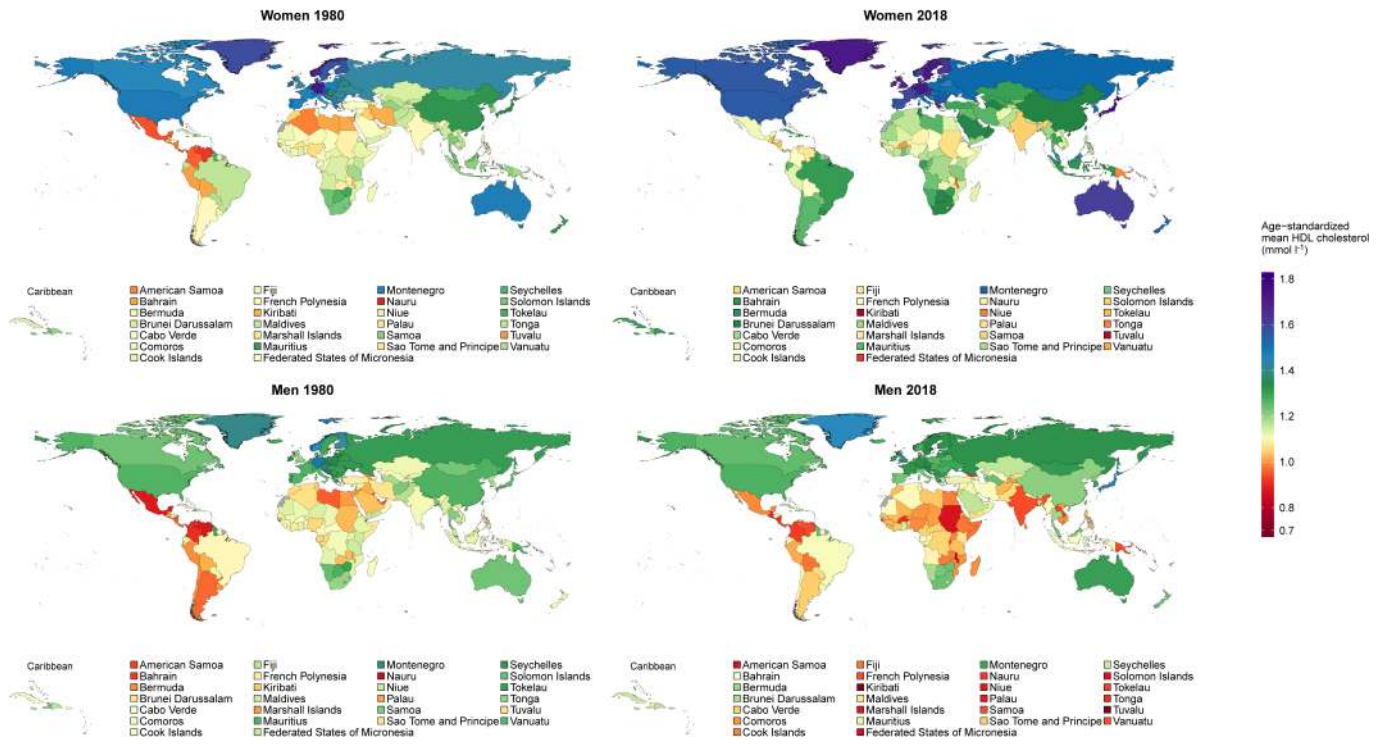 Women 1980
Women 2018
Age–standardized
mean HDL cholesterol
(mmol l⁻¹)
1.8
1.6
1.4
1.2
1.0
0.8
0.7
Caribbean
American Samoa
Bahrain
Bermuda
Brunei Darussalam
Cabo Verde
Comoros
Cook Islands
Fiji
French Polynesia
Kiribati
Maldives
Marshall Islands
Mauritius
Federated States of Micronesia
Montenegro
Nauru
Niue
Palau
Samoa
Sao Tome and Principe
Seychelles
Solomon Islands
Tokelau
Tonga
Tuvalu
Vanuatu
Caribbean
American Samoa
Bahrain
Bermuda
Brunei Darussalam
Cabo Verde
Comoros
Cook Islands
Fiji
French Polynesia
Kiribati
Maldives
Marshall Islands
Mauritius
Federated States of Micronesia
Montenegro
Nauru
Niue
Palau
Samoa
Sao Tome and Principe
Seychelles
Solomon Islands
Tokelau
Tonga
Tuvalu
Vanuatu
Men 1980
Men 2018
Caribbean
American Samoa
Bahrain
Bermuda
Brunei Darussalam
Cabo Verde
Comoros
Cook Islands
Fiji
French Polynesia
Kiribati
Maldives
Marshall Islands
Mauritius
Federated States of Micronesia
Montenegro
Nauru
Niue
Palau
Samoa
Sao Tome and Principe
Seychelles
Solomon Islands
Tokelau
Tonga
Tuvalu
Vanuatu
Caribbean
American Samoa
Bahrain
Bermuda
Brunei Darussalam
Cabo Verde
Comoros
Cook Islands
Fiji
French Polynesia
Kiribati
Maldives
Marshall Islands
Mauritius
Federated States of Micronesia
Montenegro
Nauru
Niue
Palau
Samoa
Sao Tome and Principe
Seychelles
Solomon Islands
Tokelau
Tonga
Tuvalu
Vanuatu